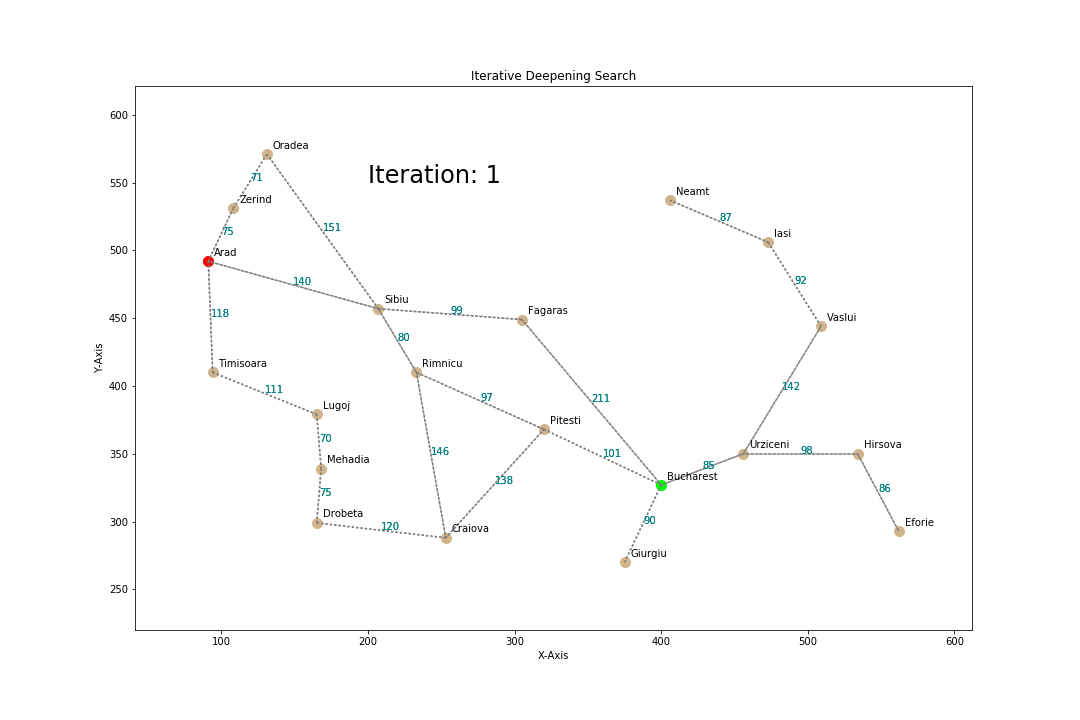 Iterative Deepening Search
600
550
500
450
400
350
300
250
Y-Axis
100
200
300
400
500
600
X-Axis
Iteration: 1
Oradea
71
Zerind
75
Arad
151
140
118
Sibiu
99
Fagaras
80
Timisoara
111
Rimnicu
97
211
Lugoj
70
Mehadia
75
Drobeta
120
146
Craiova
138
Pitesti
101
Bucharest
85
90
Giurgiu
Neamt
87
Iasi
92
Vaslui
142
Urziceni
98
Hirsova
86
Eforie